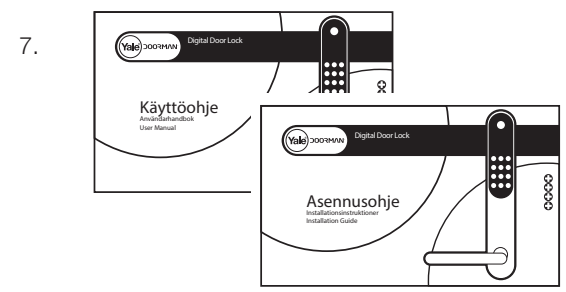 7.
Yale DOORMAN
Digital Door Lock
Käyttöohje
Användarhandbok
User Manual
Yale DOORMAN
Digital Door Lock
Asennusohje
Installationsinstruktioner
Installation Guide